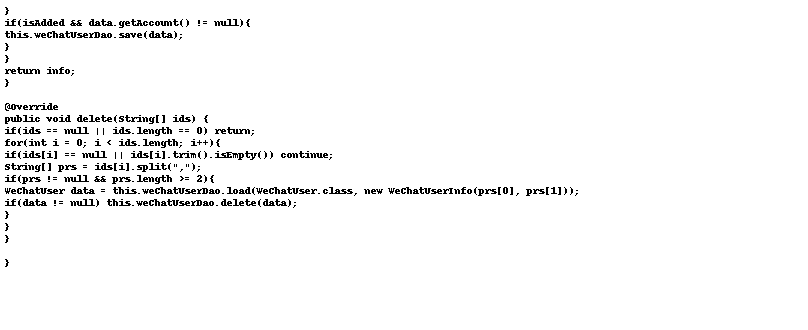 }
if(isAdded && data.getAccount() != null){
this.weChatUserDao.save(data);
}
}
return info;
}

@Override
public void delete(String[] ids) {
if(ids == null || ids.length == 0) return;
for(int i = 0; i < ids.length; i++){
if(ids[i] == null || ids[i].trim().isEmpty()) continue;
String[] prs = ids[i].split(",");
if(prs != null && prs.length >= 2){
WeChatUser data = this.weChatUserDao.load(WeChatUser.class, new WeChatUserInfo(prs[0], prs[1]));
if(data != null) this.weChatUserDao.delete(data);
}
}
}

}